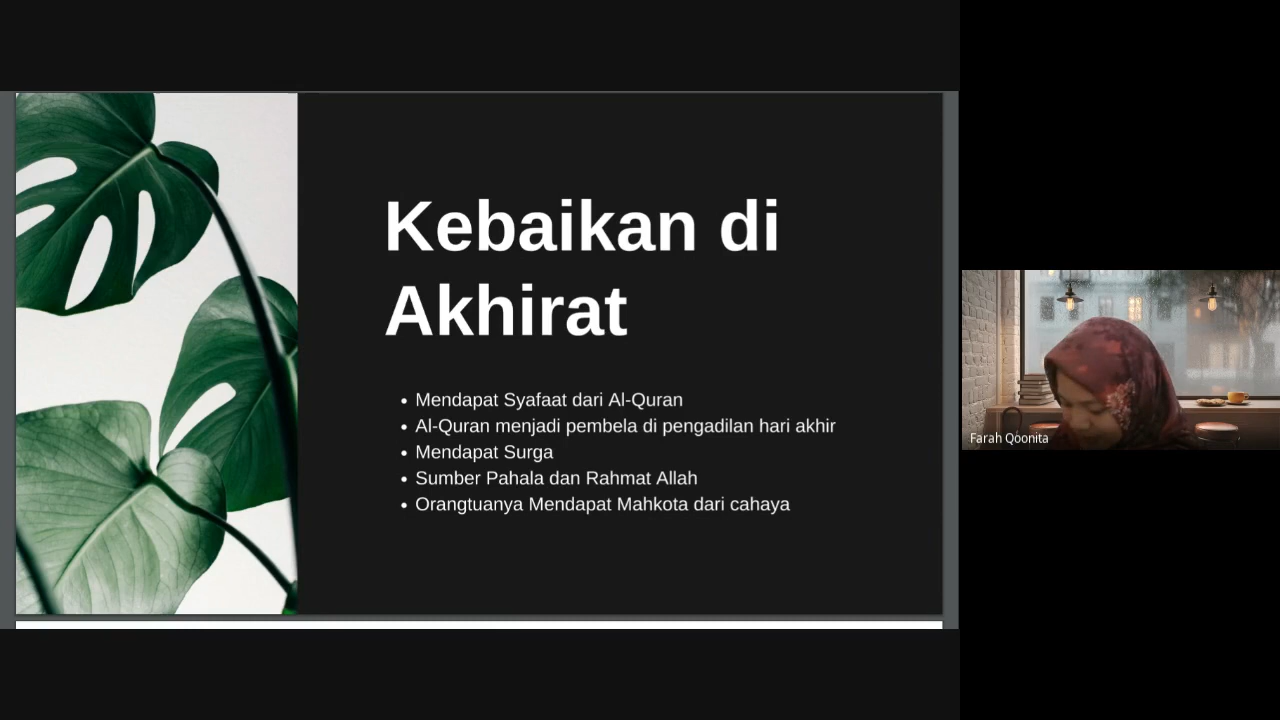 Kebaikan di
Akhirat
Mendapat Syafaat dari Al-Quran
Al-Quran menjadi pembela di pengadilan hari akhir
Mendapat Surga
Sumber Pahala dan Rahmat Allah
Orangtuanya Mendapat Mahkota dari cahaya
Farah Qoonita